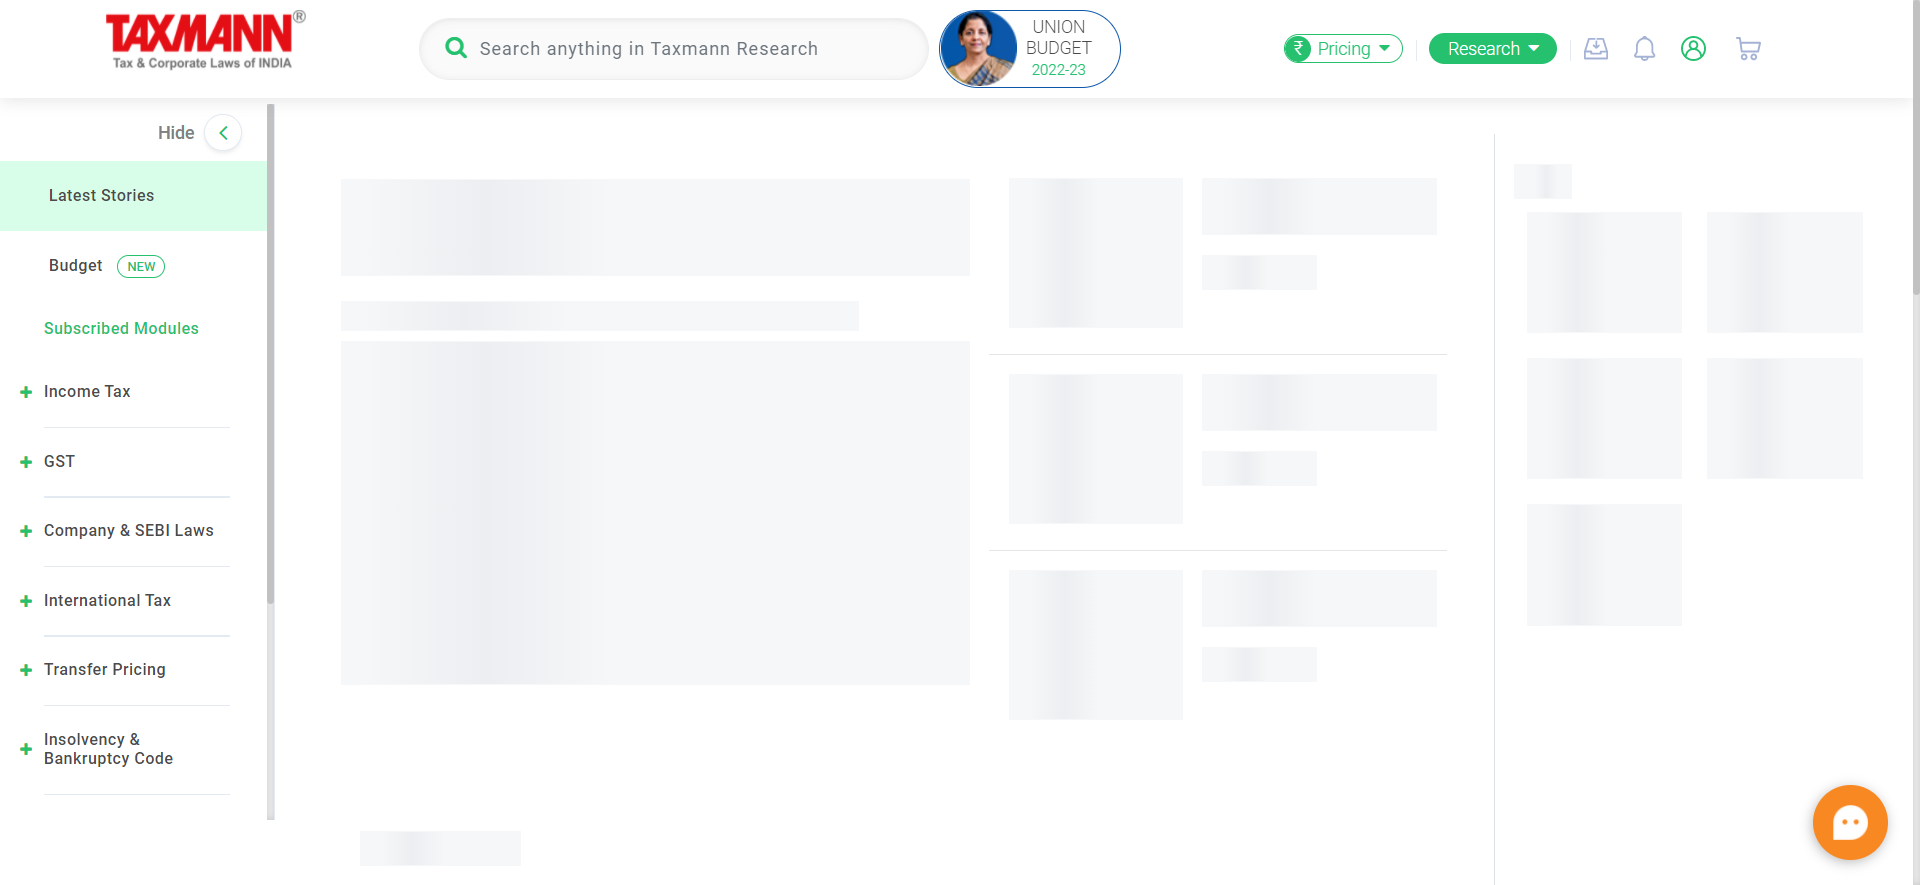 TAXMANN®
Tax & Corporate Laws of INDIA
Search anything in Taxmann Research
UNION
BUDGET
2022-23
₹ Pricing
Research
Hide
Latest Stories
Budget NEW
Subscribed Modules
Income Tax
GST
Company & SEBI Laws
International Tax
Transfer Pricing
Insolvency &
Bankruptcy Code